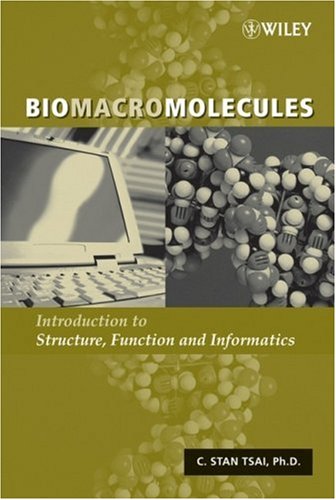 WILEY
BIOMACROMOLECULES
Introduction to
Structure, Function and Informatics
C. STAN TSAI, Ph.D.